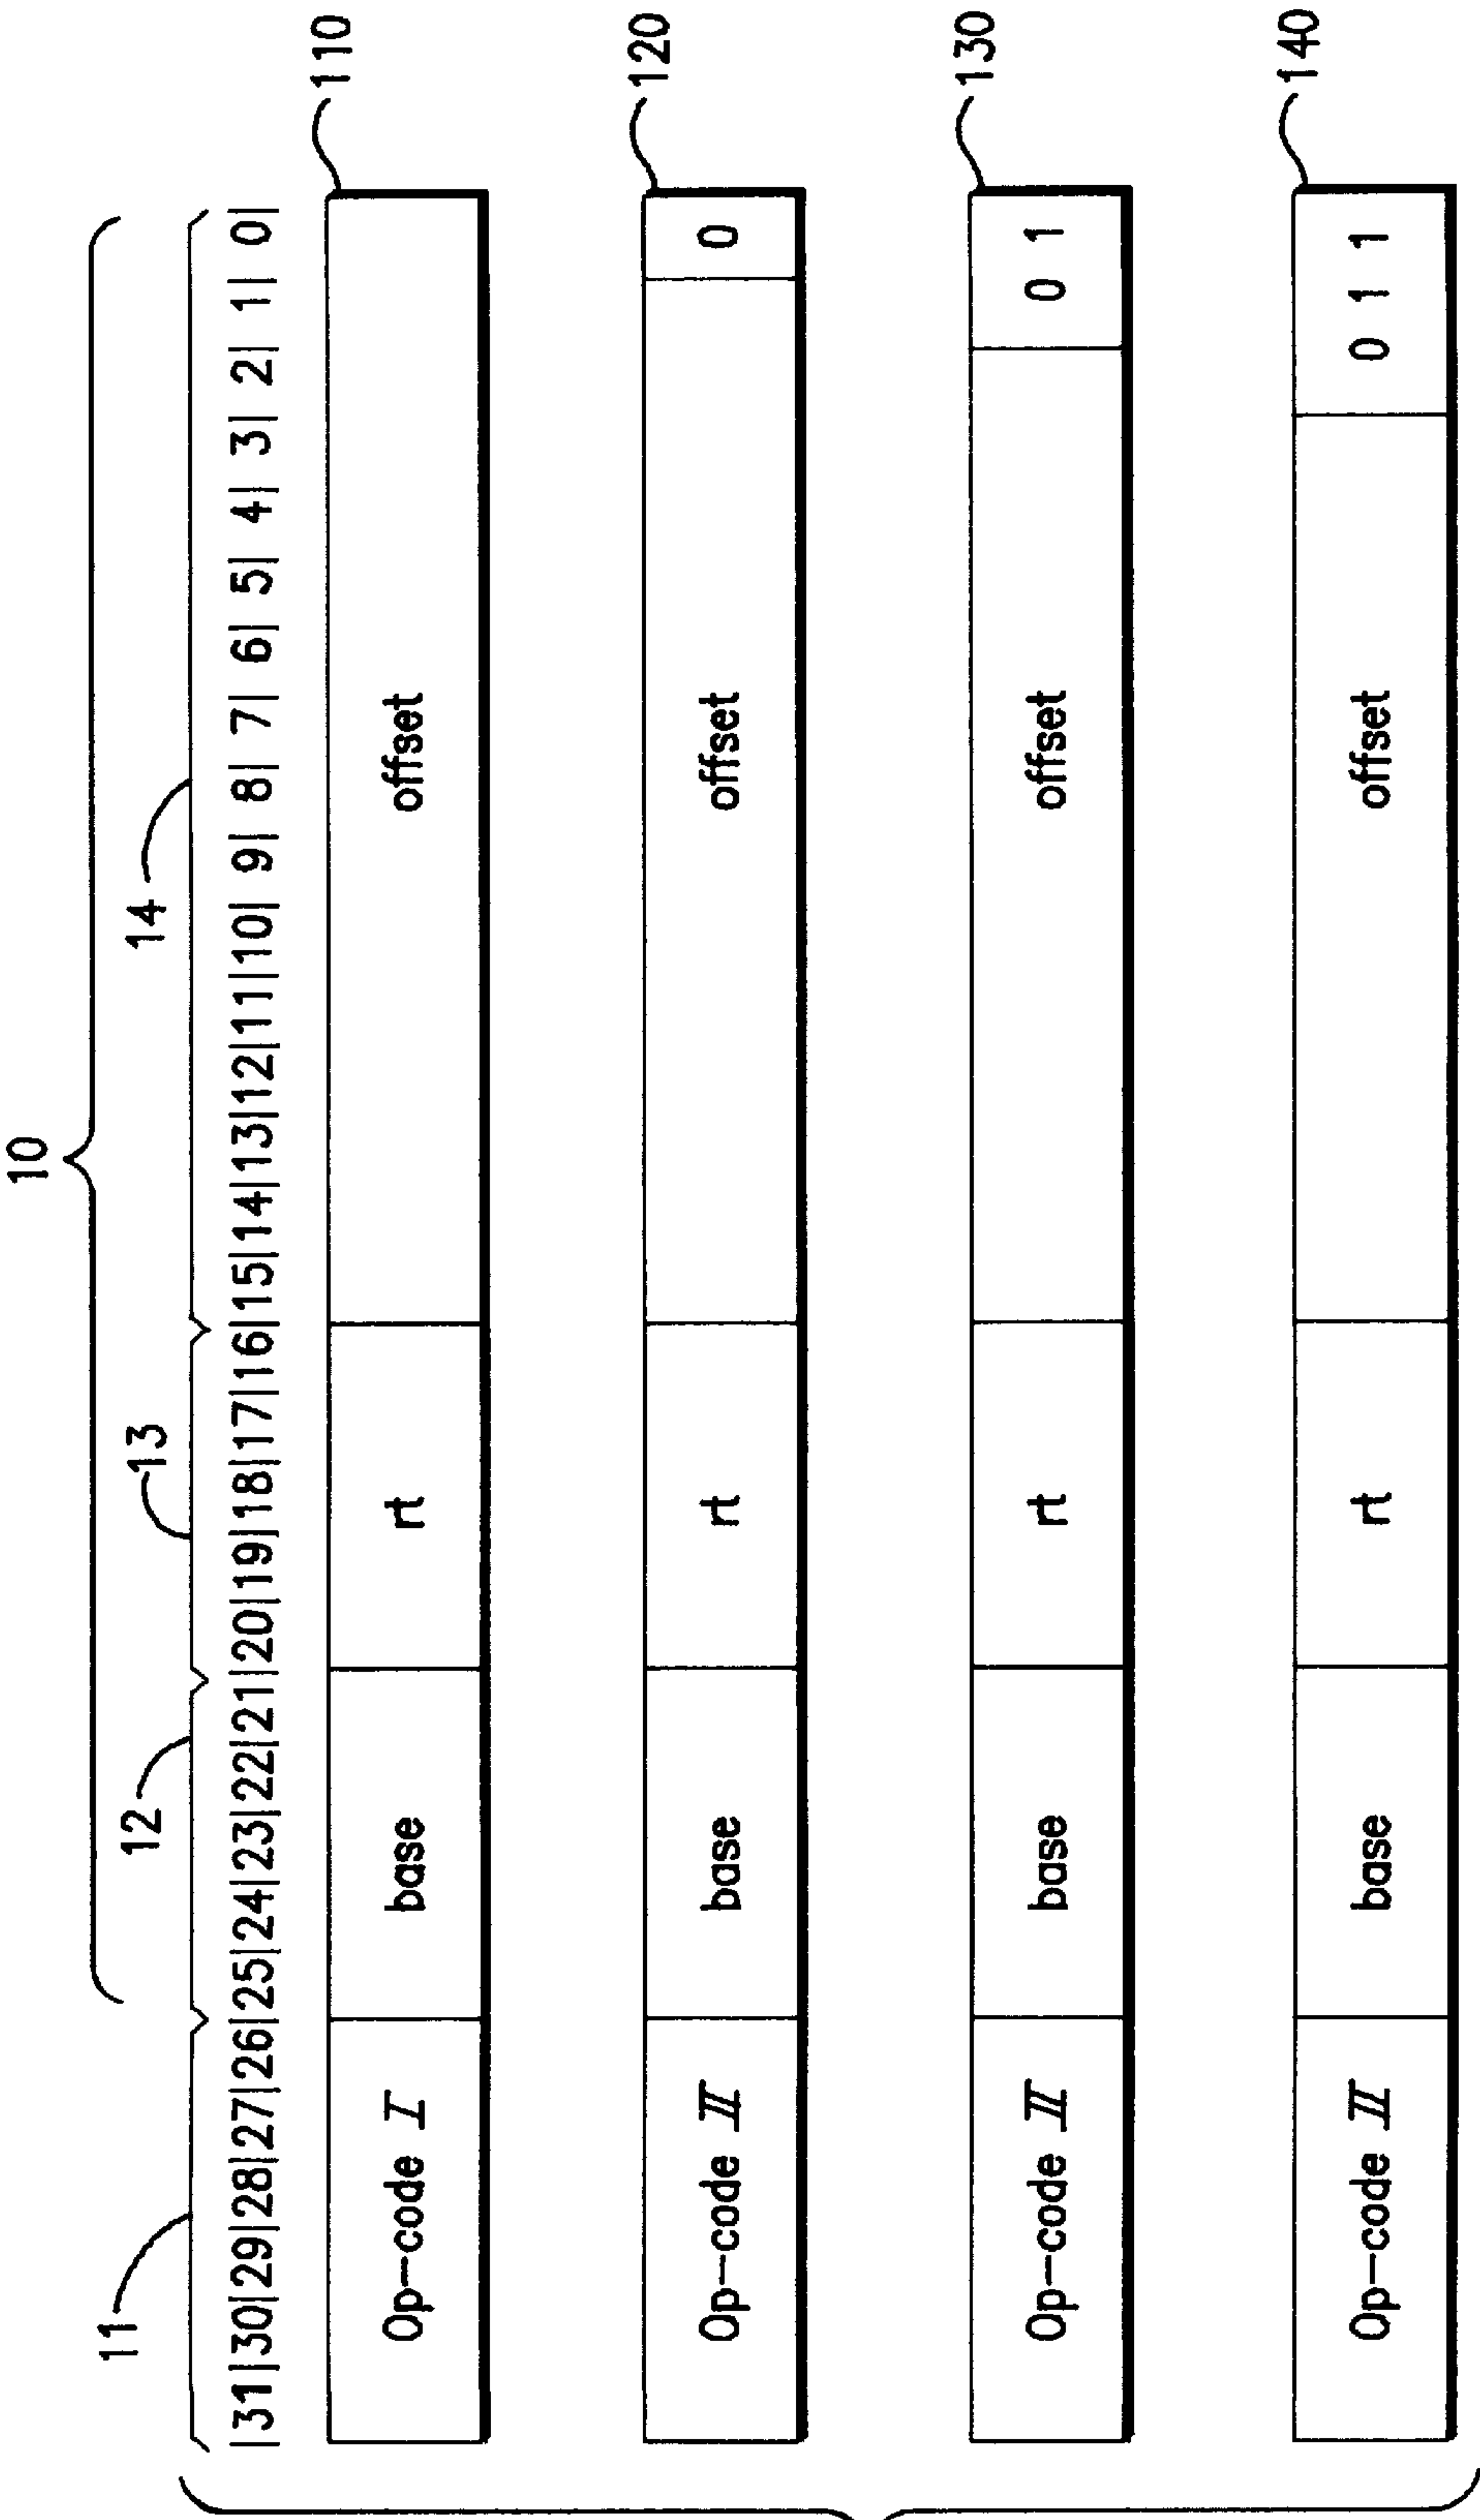 10
11 12 13 14
|31|30|29|28|27|26|25|24|23|22|21|20|19|18|17|16|15|14|13|12|11|10| 9| 8| 7| 6| 5| 4| 3| 2| 1| 0|
Op-code I base rt offset 110
Op-code II base rt offset 0 120
Op-code II base rt offset 0 1 130
Op-code II base rt offset 0 1 1 140